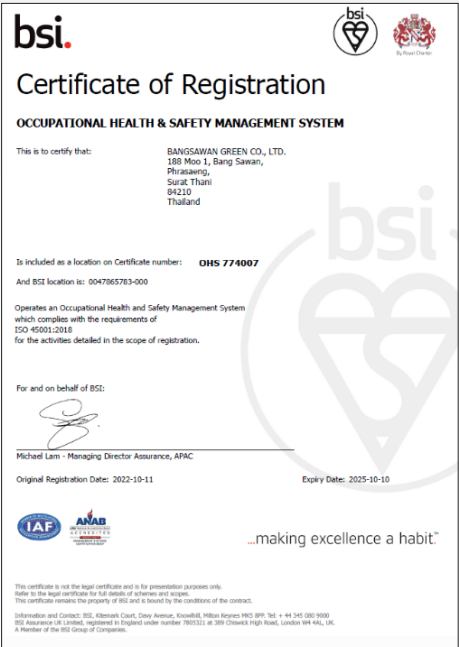 bsi.
bsi
By Royal Charter
Certificate of Registration
OCCUPATIONAL HEALTH & SAFETY MANAGEMENT SYSTEM
This is to certify that:
BANGSAWAN GREEN CO., LTD.
188 Moo 1, Bang Sawan,
Phrasaeng,
Surat Thani
84210
Thailand
bsi.
Is included as a location on Certificate number: OHS 774007
And BSI location is: 0047865783-000
Operates an Occupational Health and Safety Management System
which complies with the requirements of
ISO 45001:2018
for the activities detailed in the scope of registration.
For and on behalf of BSI:
Michael Lam - Managing Director Assurance, APAC
Original Registration Date: 2022-10-11
Expiry Date: 2025-10-10
IAF
ANAB
ACCREDITED
...making excellence a habit.™
This certificate is not the legal certificate and is for presentation purposes only.
Refer to the legal certificate for full details of schemes and scopes.
This certificate remains the property of BSI and is bound by the conditions of the contract.
Information and Contact: BSI, Kitemark Court, Davy Avenue, Knowlhill, Milton Keynes MK5 8PP. Tel: + 44 345 080 9000
BSI Assurance UK Limited, registered in England under number 7805321 at 389 Chiswick High Road, London W4 4AL, UK.
A Member of the BSI Group of Companies.